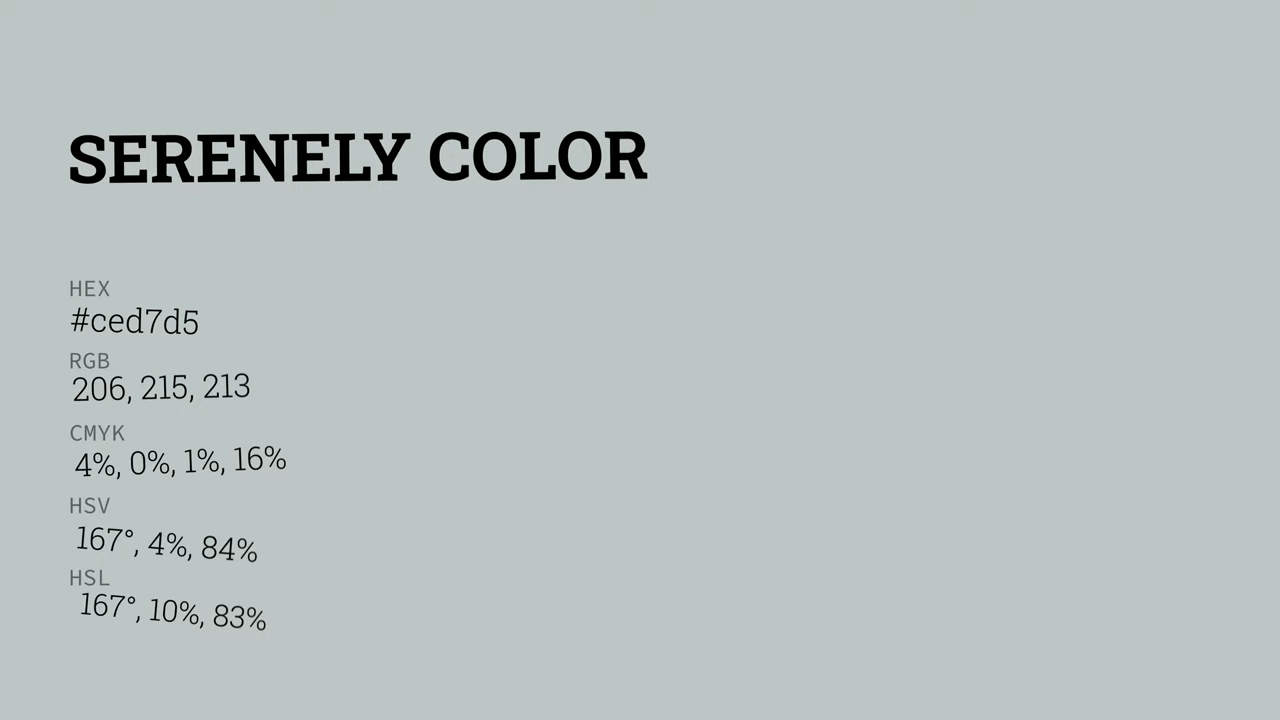 SERENELY COLOR
HEX
#ced7d5
RGB
206, 215, 213
CMYK
4%, 0%, 1%, 16%
HSV
167°, 4%, 84%
HSL
167°, 10%, 83%